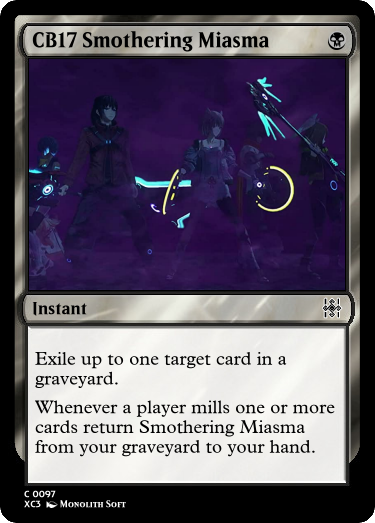 CB17 Smothering Miasma
Instant
Exile up to one target card in a
graveyard.
Whenever a player mills one or more
cards return Smothering Miasma
from your graveyard to your hand.
C 0097
XC3 Monolith Soft